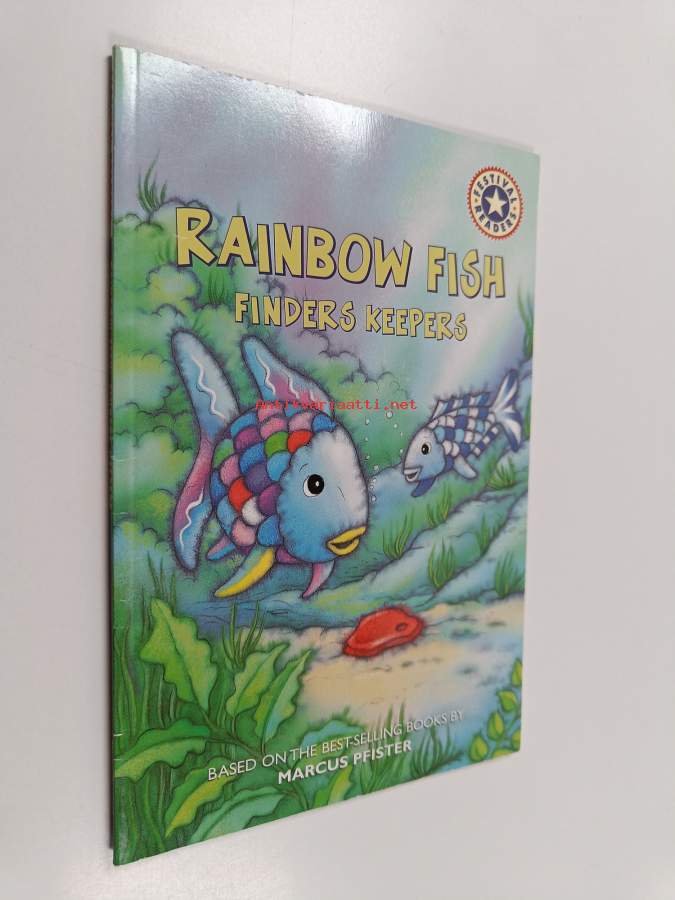 FESTIVAL
READERS
RAINBOW FISH
FINDERS KEEPERS
antikvariaatti.net
BASED ON THE BEST-SELLING BOOKS BY
MARCUS PFISTER